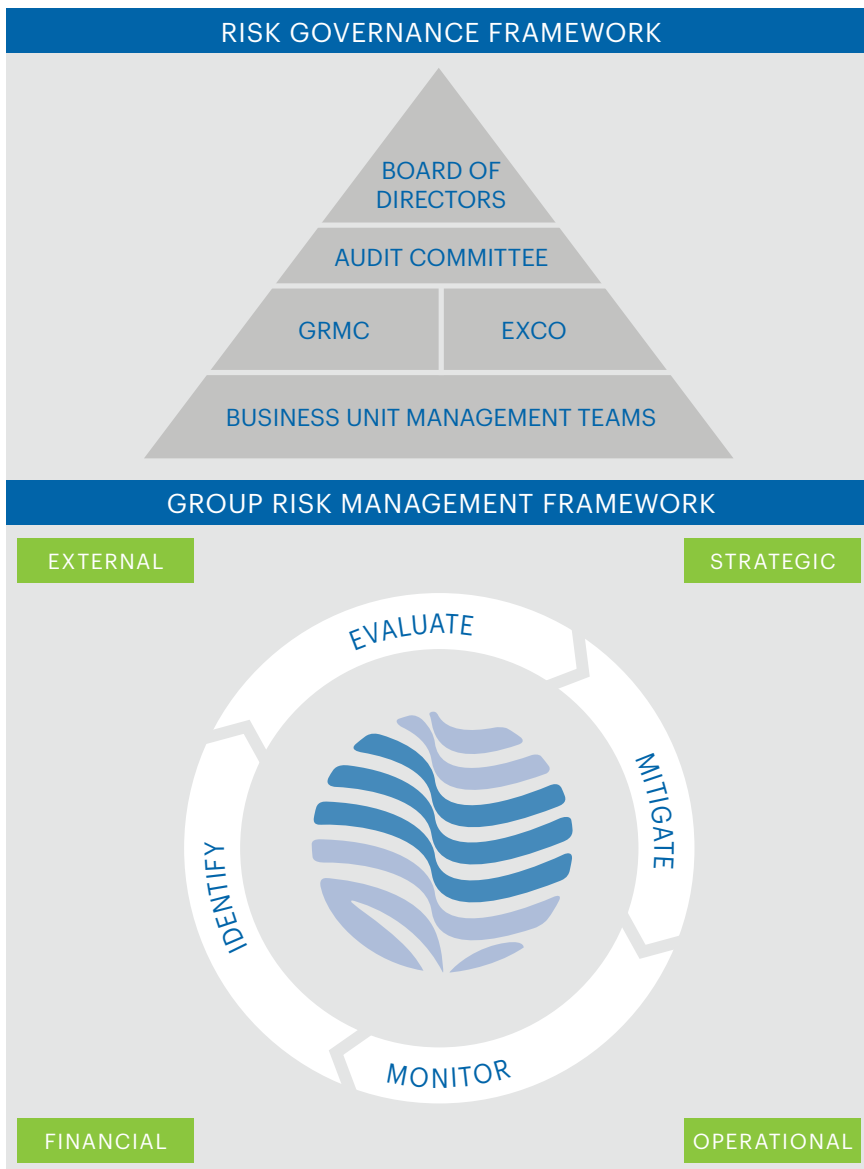 RISK GOVERNANCE FRAMEWORK
BOARD OF
DIRECTORS
AUDIT COMMITTEE
GRMC
EXCO
BUSINESS UNIT MANAGEMENT TEAMS
GROUP RISK MANAGEMENT FRAMEWORK
EXTERNAL
STRATEGIC
EVALUATE
MITIGATE
IDENTIFY
MONITOR
FINANCIAL
OPERATIONAL